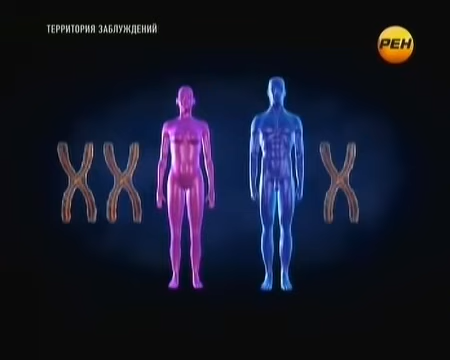 ТЕРРИТОРИЯ ЗАБЛУЖДЕНИЙ
РЕН